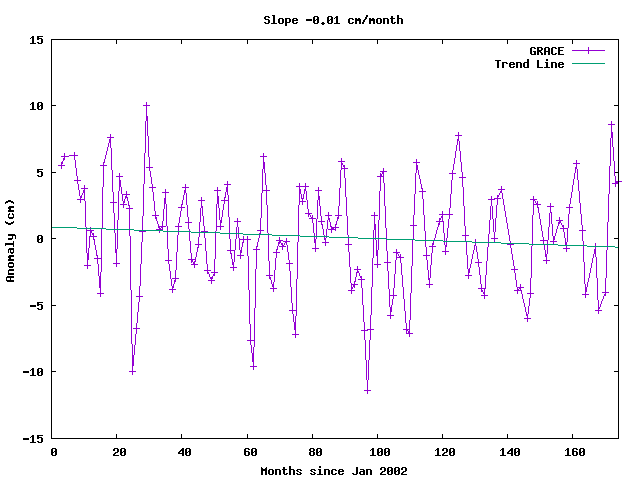 Slope -0.01 cm/month
15
GRACE
Trend Line
10
5
0
-5
-10
-15
Anomaly (cm)
0 20 40 60 80 100 120 140 160
Months since Jan 2002